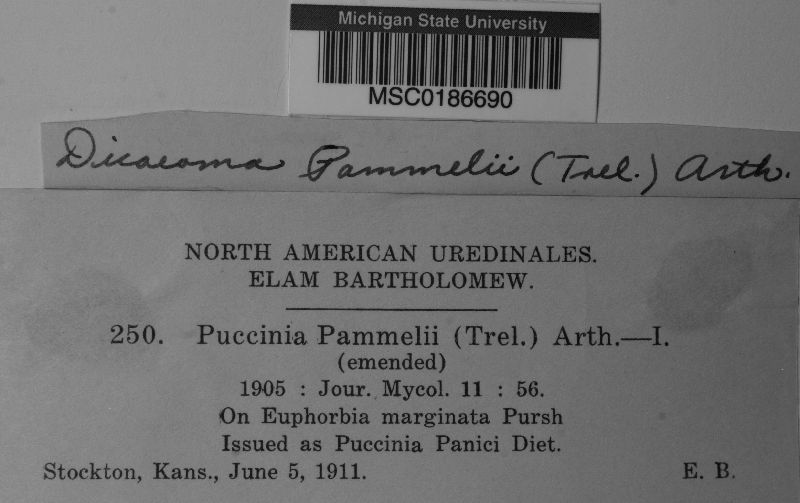 Michigan State University
MSC0186690
Dicaeoma Pammelii (Trel.) Arth.
NORTH AMERICAN UREDINALES.
ELAM BARTHOLOMEW.
250. Puccinia Pammelii (Trel.) Arth.—I.
(emended)
1905 : Jour. Mycol. 11 : 56.
On Euphorbia marginata Pursh
Issued as Puccinia Panici Diet.
Stockton, Kans., June 5, 1911. E. B.